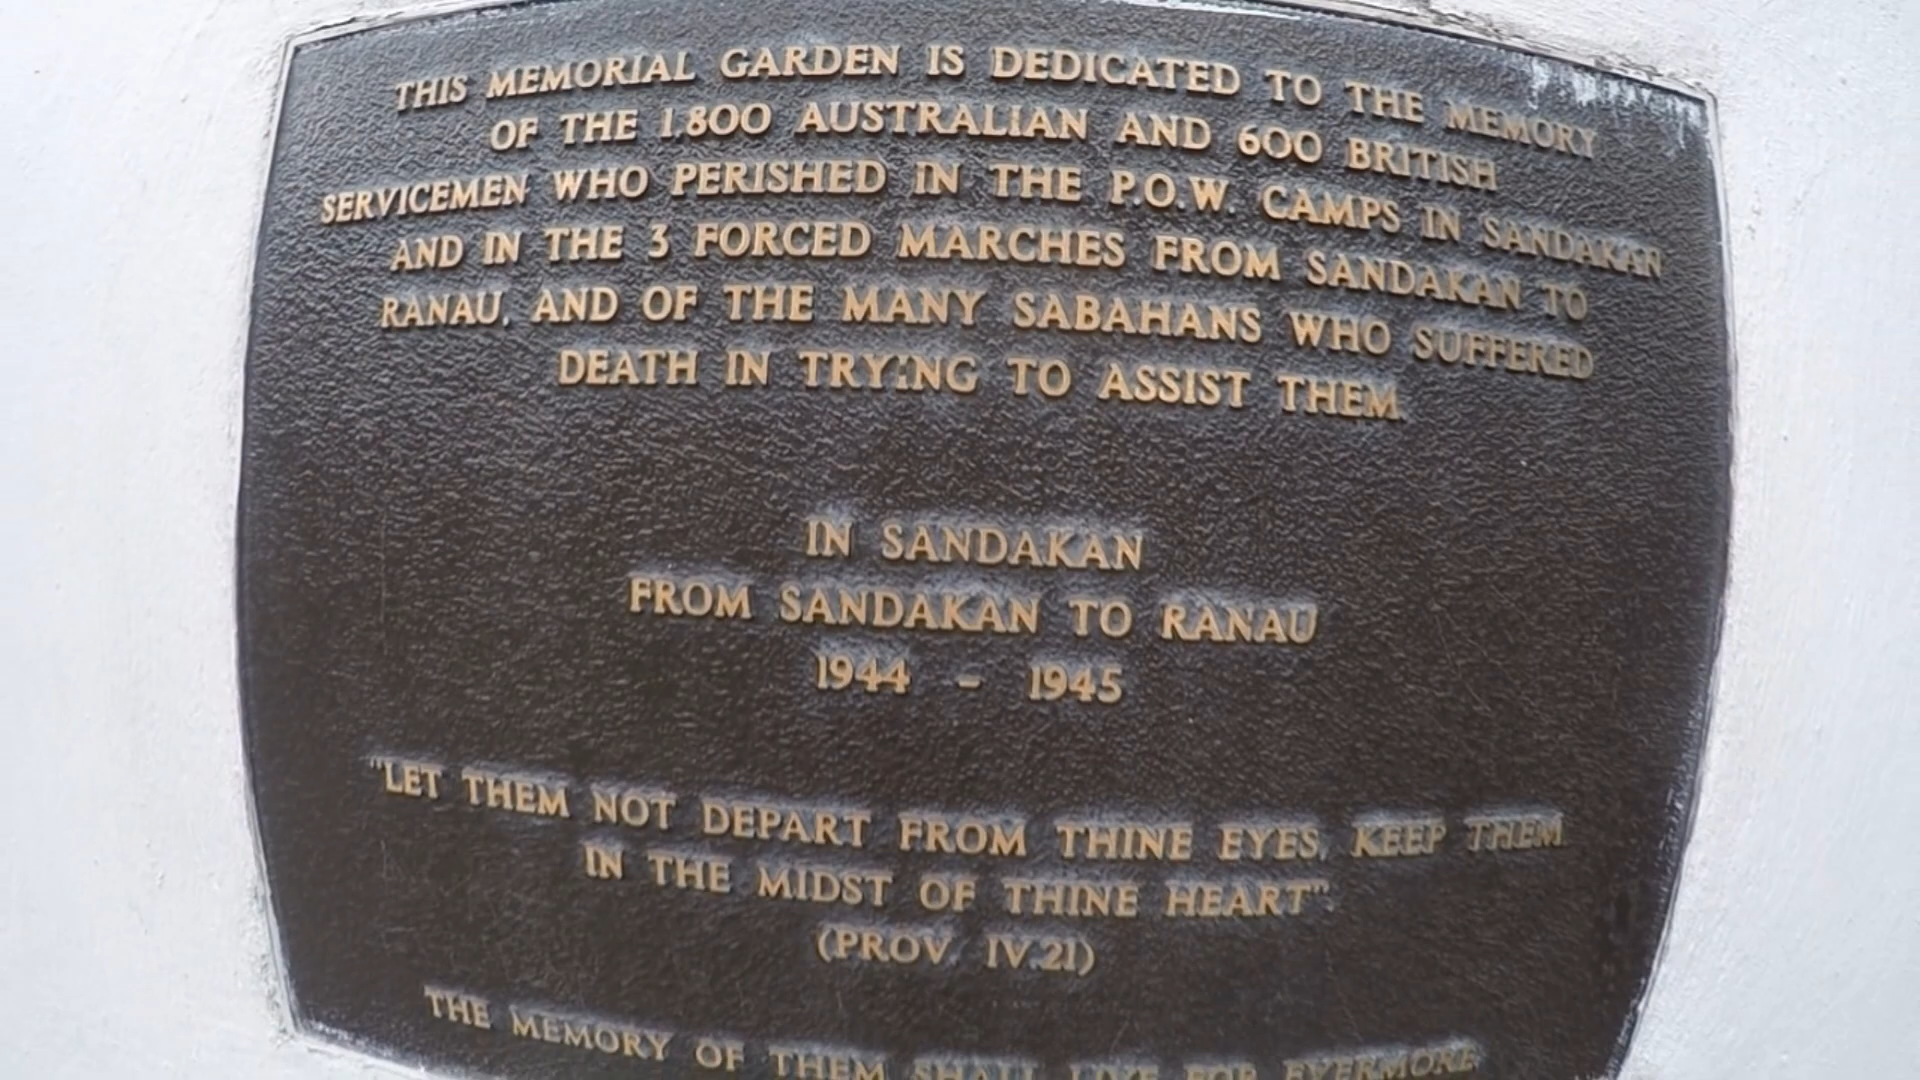 THIS MEMORIAL GARDEN IS DEDICATED TO THE MEMORY
OF THE 1.800 AUSTRALIAN AND 600 BRITISH
SERVICEMEN WHO PERISHED IN THE P.O.W. CAMPS IN SANDAKAN
AND IN THE 3 FORCED MARCHES FROM SANDAKAN TO
RANAU, AND OF THE MANY SABAHANS WHO SUFFERED
DEATH IN TRYING TO ASSIST THEM.
IN SANDAKAN
FROM SANDAKAN TO RANAU
1944 - 1945
"LET THEM NOT DEPART FROM THINE EYES, KEEP THEM
IN THE MIDST OF THINE HEART".
(PROV. IV.21)
THE MEMORY OF THEM SHALL LIVE FOR EVERMORE